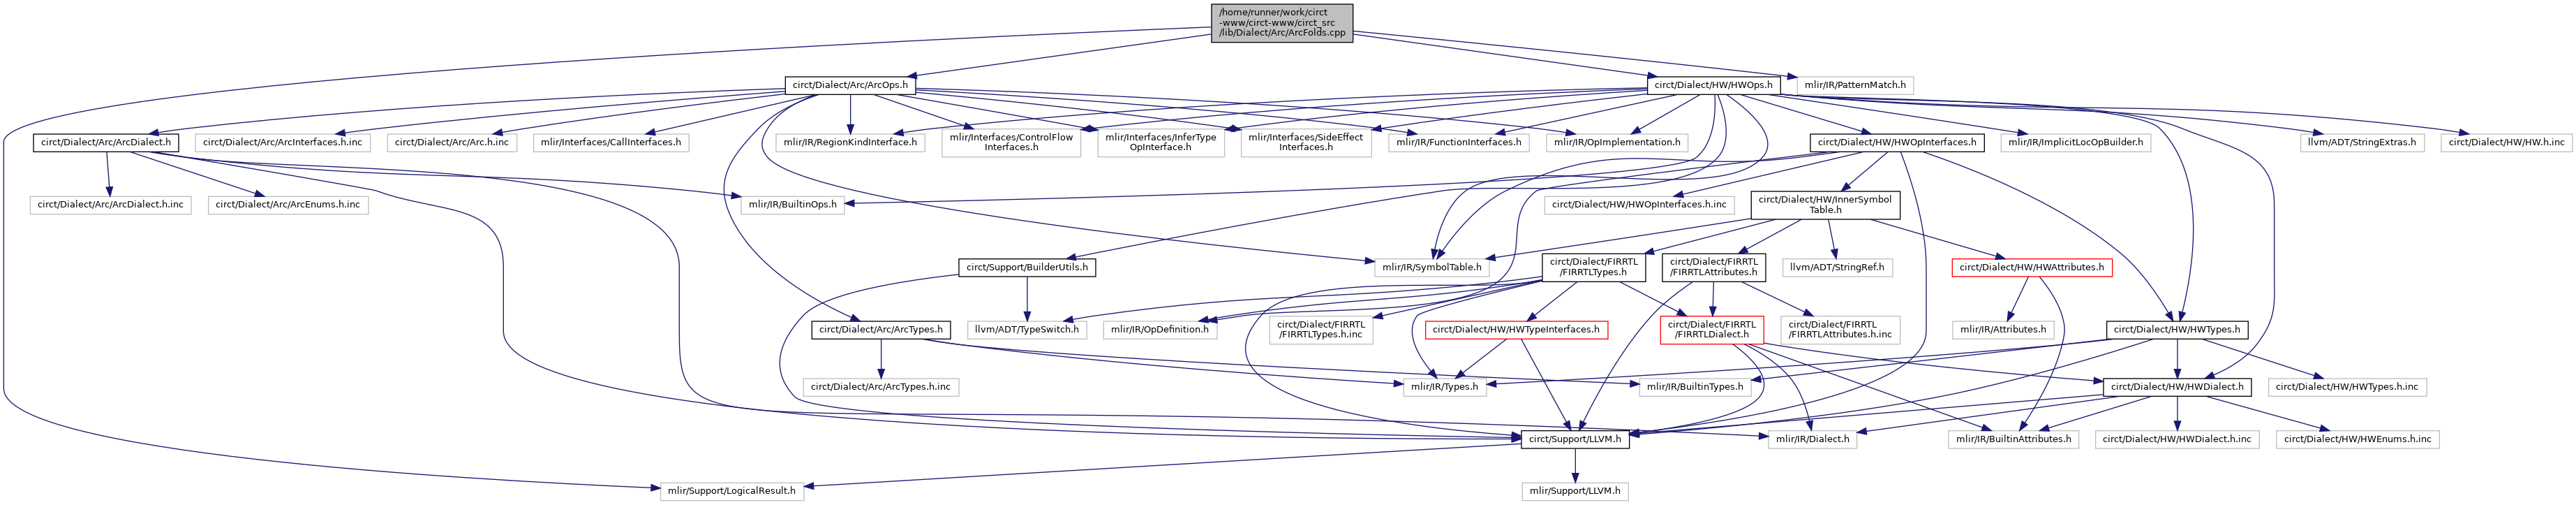 /home/runner/work/circt
-www/circt-www/circt_src
/lib/Dialect/Arc/ArcFolds.cpp
circt/Dialect/Arc/ArcOps.h
circt/Dialect/HW/HWOps.h
mlir/IR/PatternMatch.h
circt/Dialect/Arc/ArcDialect.h
circt/Dialect/Arc/ArcInterfaces.h.inc
circt/Dialect/Arc/Arc.h.inc
mlir/Interfaces/CallInterfaces.h
mlir/IR/RegionKindInterface.h
mlir/Interfaces/ControlFlow
Interfaces.h
mlir/Interfaces/InferType
OpInterface.h
mlir/Interfaces/SideEffect
Interfaces.h
mlir/IR/FunctionInterfaces.h
mlir/IR/OpImplementation.h
circt/Dialect/HW/HWOpInterfaces.h
mlir/IR/ImplicitLocOpBuilder.h
llvm/ADT/StringExtras.h
circt/Dialect/HW/HW.h.inc
circt/Dialect/Arc/ArcDialect.h.inc
circt/Dialect/Arc/ArcEnums.h.inc
mlir/IR/BuiltinOps.h
circt/Dialect/HW/HWOpInterfaces.h.inc
circt/Dialect/HW/InnerSymbol
Table.h
circt/Support/BuilderUtils.h
mlir/IR/SymbolTable.h
circt/Dialect/FIRRTL
/FIRRTLTypes.h
circt/Dialect/FIRRTL
/FIRRTLAttributes.h
llvm/ADT/StringRef.h
circt/Dialect/HW/HWAttributes.h
circt/Dialect/Arc/ArcTypes.h
llvm/ADT/TypeSwitch.h
mlir/IR/OpDefinition.h
circt/Dialect/FIRRTL
/FIRRTLTypes.h.inc
circt/Dialect/HW/HWTypeInterfaces.h
circt/Dialect/FIRRTL
/FIRRTLDialect.h
circt/Dialect/FIRRTL
/FIRRTLAttributes.h.inc
mlir/IR/Attributes.h
circt/Dialect/HW/HWTypes.h
circt/Dialect/Arc/ArcTypes.h.inc
mlir/IR/Types.h
mlir/IR/BuiltinTypes.h
circt/Dialect/HW/HWDialect.h
circt/Dialect/HW/HWTypes.h.inc
circt/Support/LLVM.h
mlir/IR/Dialect.h
mlir/IR/BuiltinAttributes.h
circt/Dialect/HW/HWDialect.h.inc
circt/Dialect/HW/HWEnums.h.inc
mlir/Support/LogicalResult.h
mlir/Support/LLVM.h